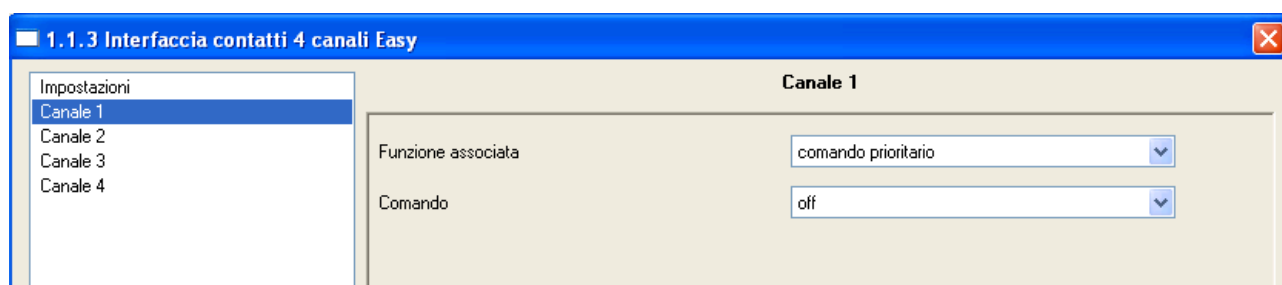 1.1.3 Interfaccia contatti 4 canali Easy
Impostazioni
Canale 1
Canale 2
Canale 3
Canale 4
Canale 1
Funzione associata
comando prioritario
Comando
off